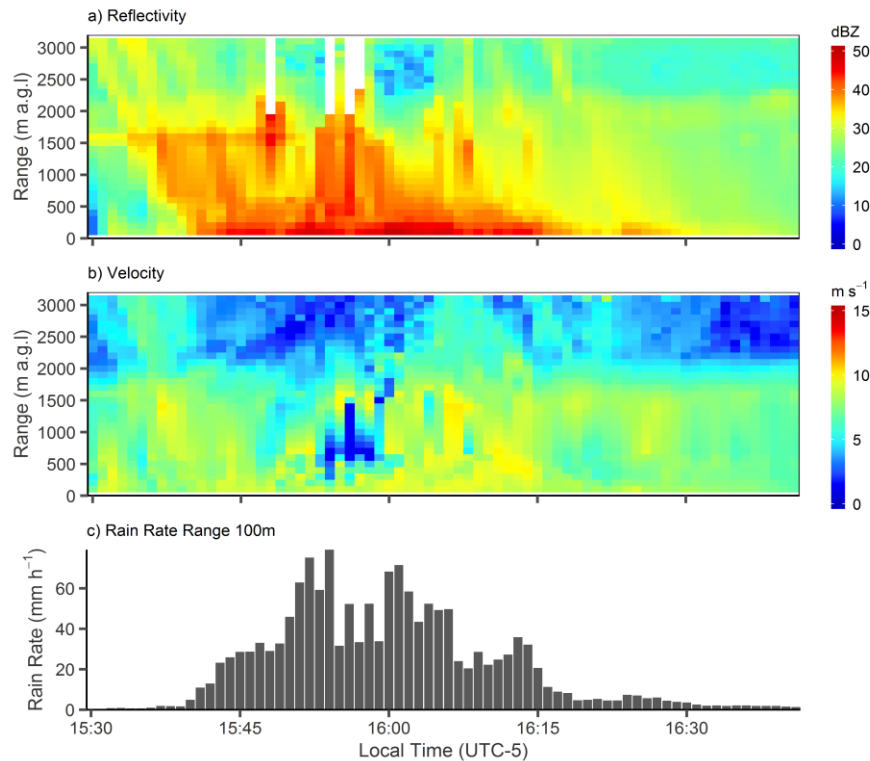 a) Reflectivity
dBZ
Range (m a.g.l)
3000
2500
2000
1500
1000
500
0
50
40
30
20
10
0
b) Velocity
m s⁻¹
Range (m a.g.l)
3000
2500
2000
1500
1000
500
0
15
10
5
0
c) Rain Rate Range 100m
Rain Rate (mm h⁻¹)
60
40
20
0
15:30 15:45 16:00 16:15 16:30
Local Time (UTC-5)